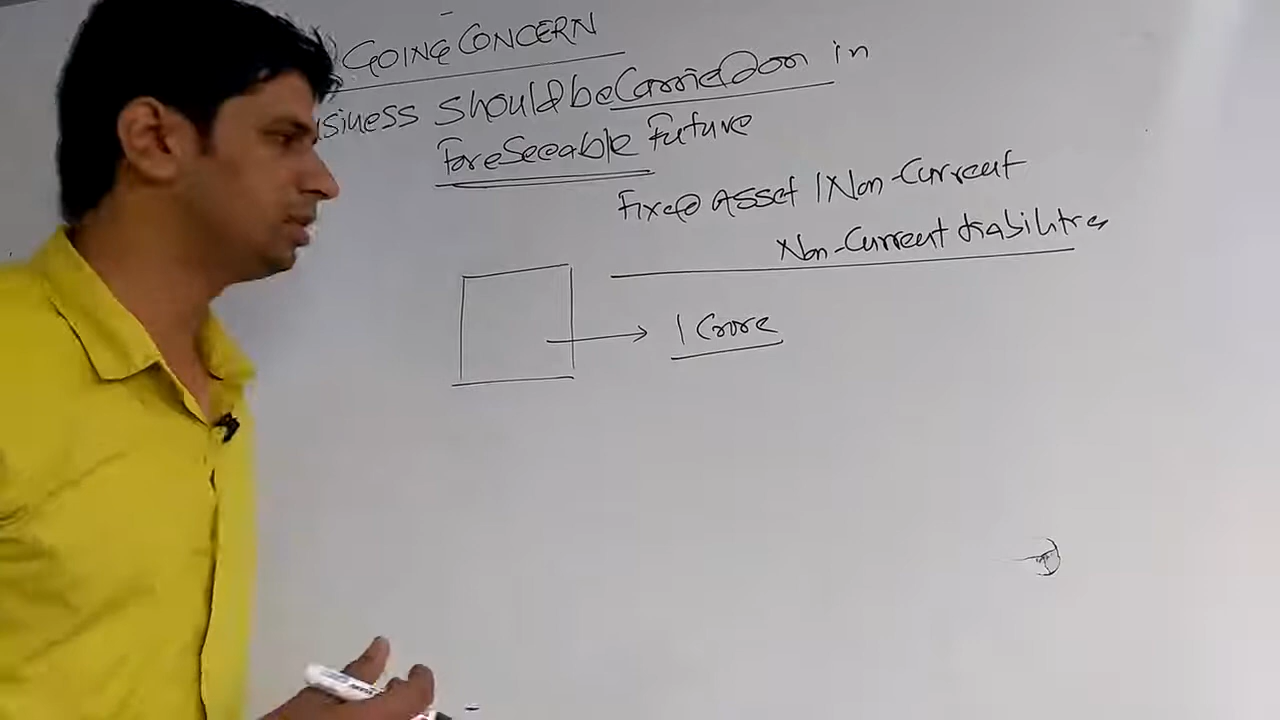 GOING CONCERN
siness should be Carried on in
foreseeable future
Fixed Asset / Non-Current
Non-Current Liabilities
1 Crore